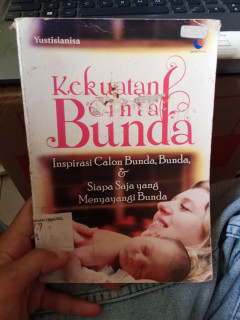 Yustisianisa
Kekuatan
Cinta
Bunda
Inspirasi Calon Bunda, Bunda,
&
Siapa Saja yang
Menyayangi Bunda